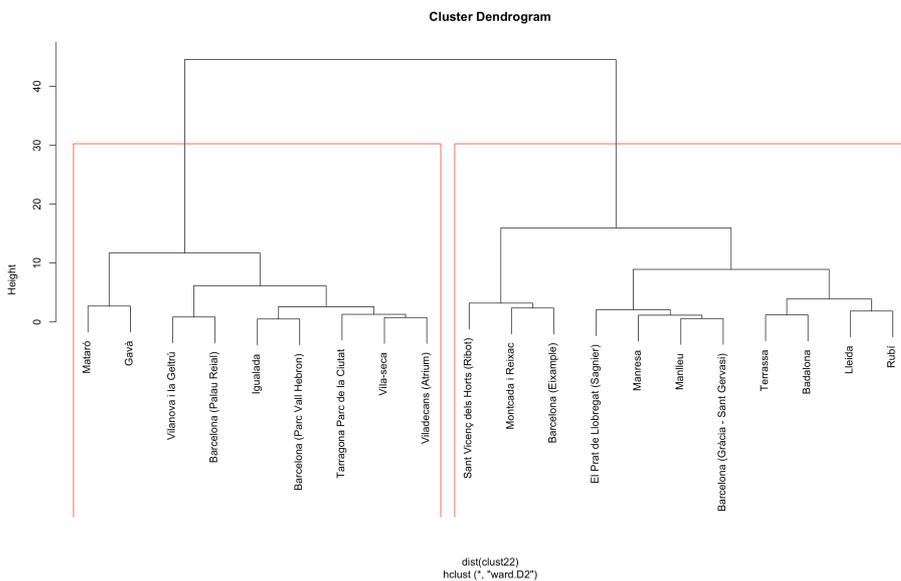 Cluster Dendrogram
Height
0
10
20
30
40
Mataró
Gavà
Vilanova i la Geltrú
Barcelona (Palau Reial)
Igualada
Barcelona (Parc Vall Hebron)
Tarragona Parc de la Ciutat
Vila-seca
Viladecans (Atrium)
Sant Vicenç dels Horts (Ribot)
Montcada i Reixac
Barcelona (Eixample)
El Prat de Llobregat (Sagnier)
Manresa
Manlleu
Barcelona (Gràcia - Sant Gervasi)
Terrassa
Badalona
Lleida
Rubí
dist(clust22)
hclust (*, "ward.D2")